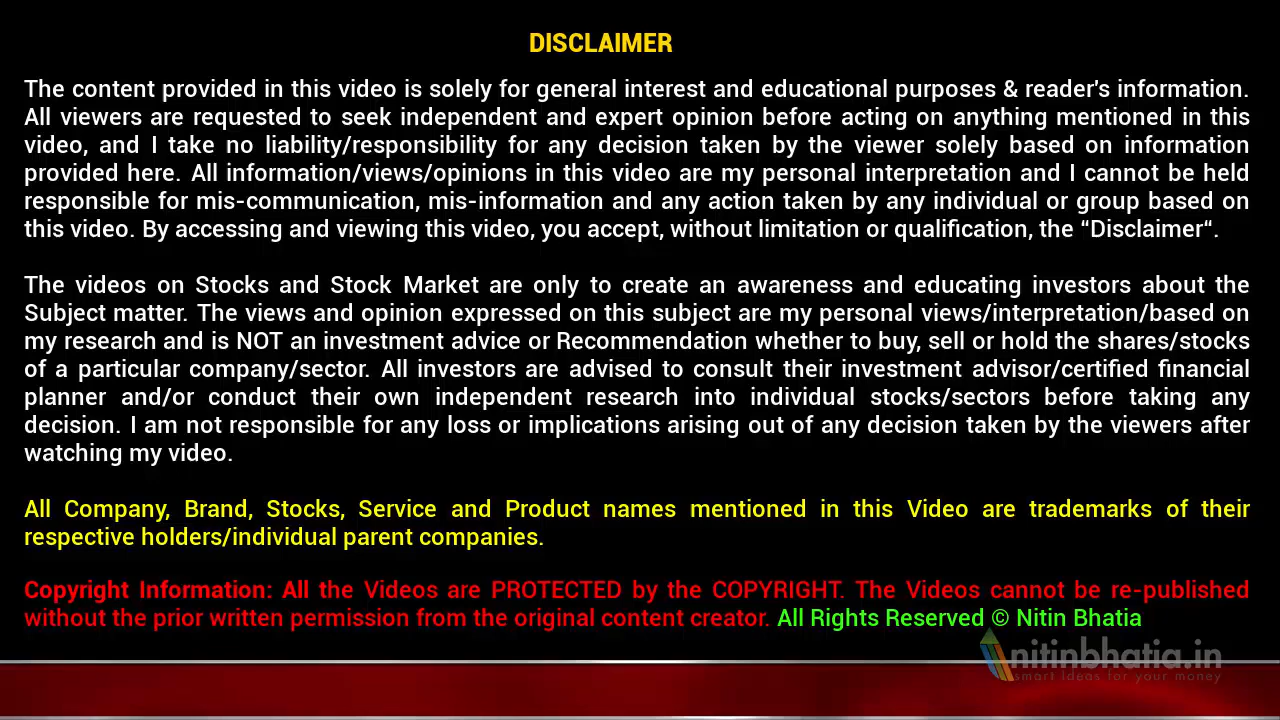 DISCLAIMER
The content provided in this video is solely for general interest and educational purposes & reader's information.
All viewers are requested to seek independent and expert opinion before acting on anything mentioned in this
video, and I take no liability/responsibility for any decision taken by the viewer solely based on information
provided here. All information/views/opinions in this video are my personal interpretation and I cannot be held
responsible for mis-communication, mis-information and any action taken by any individual or group based on
this video. By accessing and viewing this video, you accept, without limitation or qualification, the “Disclaimer“.
The videos on Stocks and Stock Market are only to create an awareness and educating investors about the
Subject matter. The views and opinion expressed on this subject are my personal views/interpretation/based on
my research and is NOT an investment advice or Recommendation whether to buy, sell or hold the shares/stocks
of a particular company/sector. All investors are advised to consult their investment advisor/certified financial
planner and/or conduct their own independent research into individual stocks/sectors before taking any
decision. I am not responsible for any loss or implications arising out of any decision taken by the viewers after
watching my video.
All Company, Brand, Stocks, Service and Product names mentioned in this Video are trademarks of their
respective holders/individual parent companies.
Copyright Information: All the Videos are PROTECTED by the COPYRIGHT. The Videos cannot be re-published
without the prior written permission from the original content creator. All Rights Reserved © Nitin Bhatia
nitinbhatia.in
smart ideas for your money